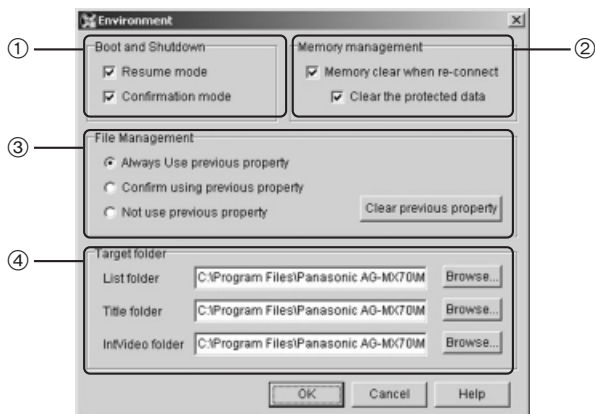 Environment
①
Boot and Shutdown
Resume mode
Confirmation mode
②
Memory management
Memory clear when re-connect
Clear the protected data
③
File Management
Always Use previous property
Confirm using previous property
Not use previous property
Clear previous property
④
Target folder
List folder C:\Program Files\Panasonic AG-MX70\M Browse...
Title folder C:\Program Files\Panasonic AG-MX70\M Browse...
IntVideo folder C:\Program Files\Panasonic AG-MX70\M Browse...
OK Cancel Help